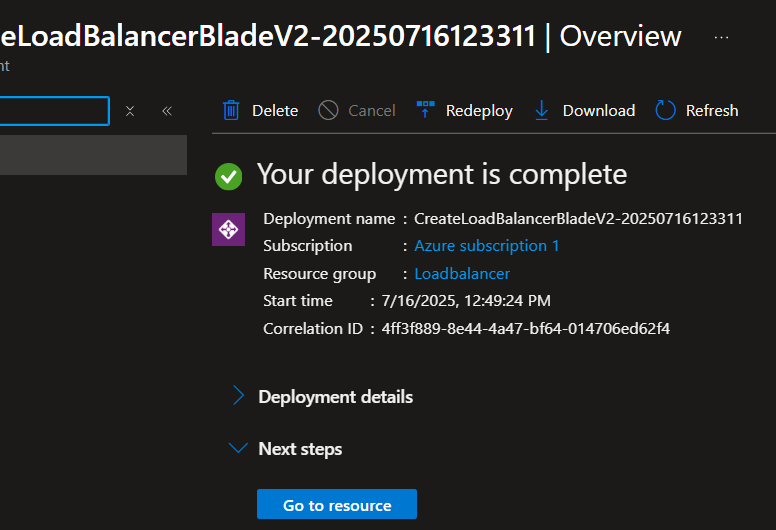 eLoadBalancerBladeV2-20250716123311 | Overview ...
nt
Delete Cancel Redeploy Download Refresh
Your deployment is complete
Deployment name : CreateLoadBalancerBladeV2-20250716123311
Subscription : Azure subscription 1
Resource group : Loadbalancer
Start time : 7/16/2025, 12:49:24 PM
Correlation ID : 4ff3f889-8e44-4a47-bf64-014706ed62f4
Deployment details
Next steps
Go to resource